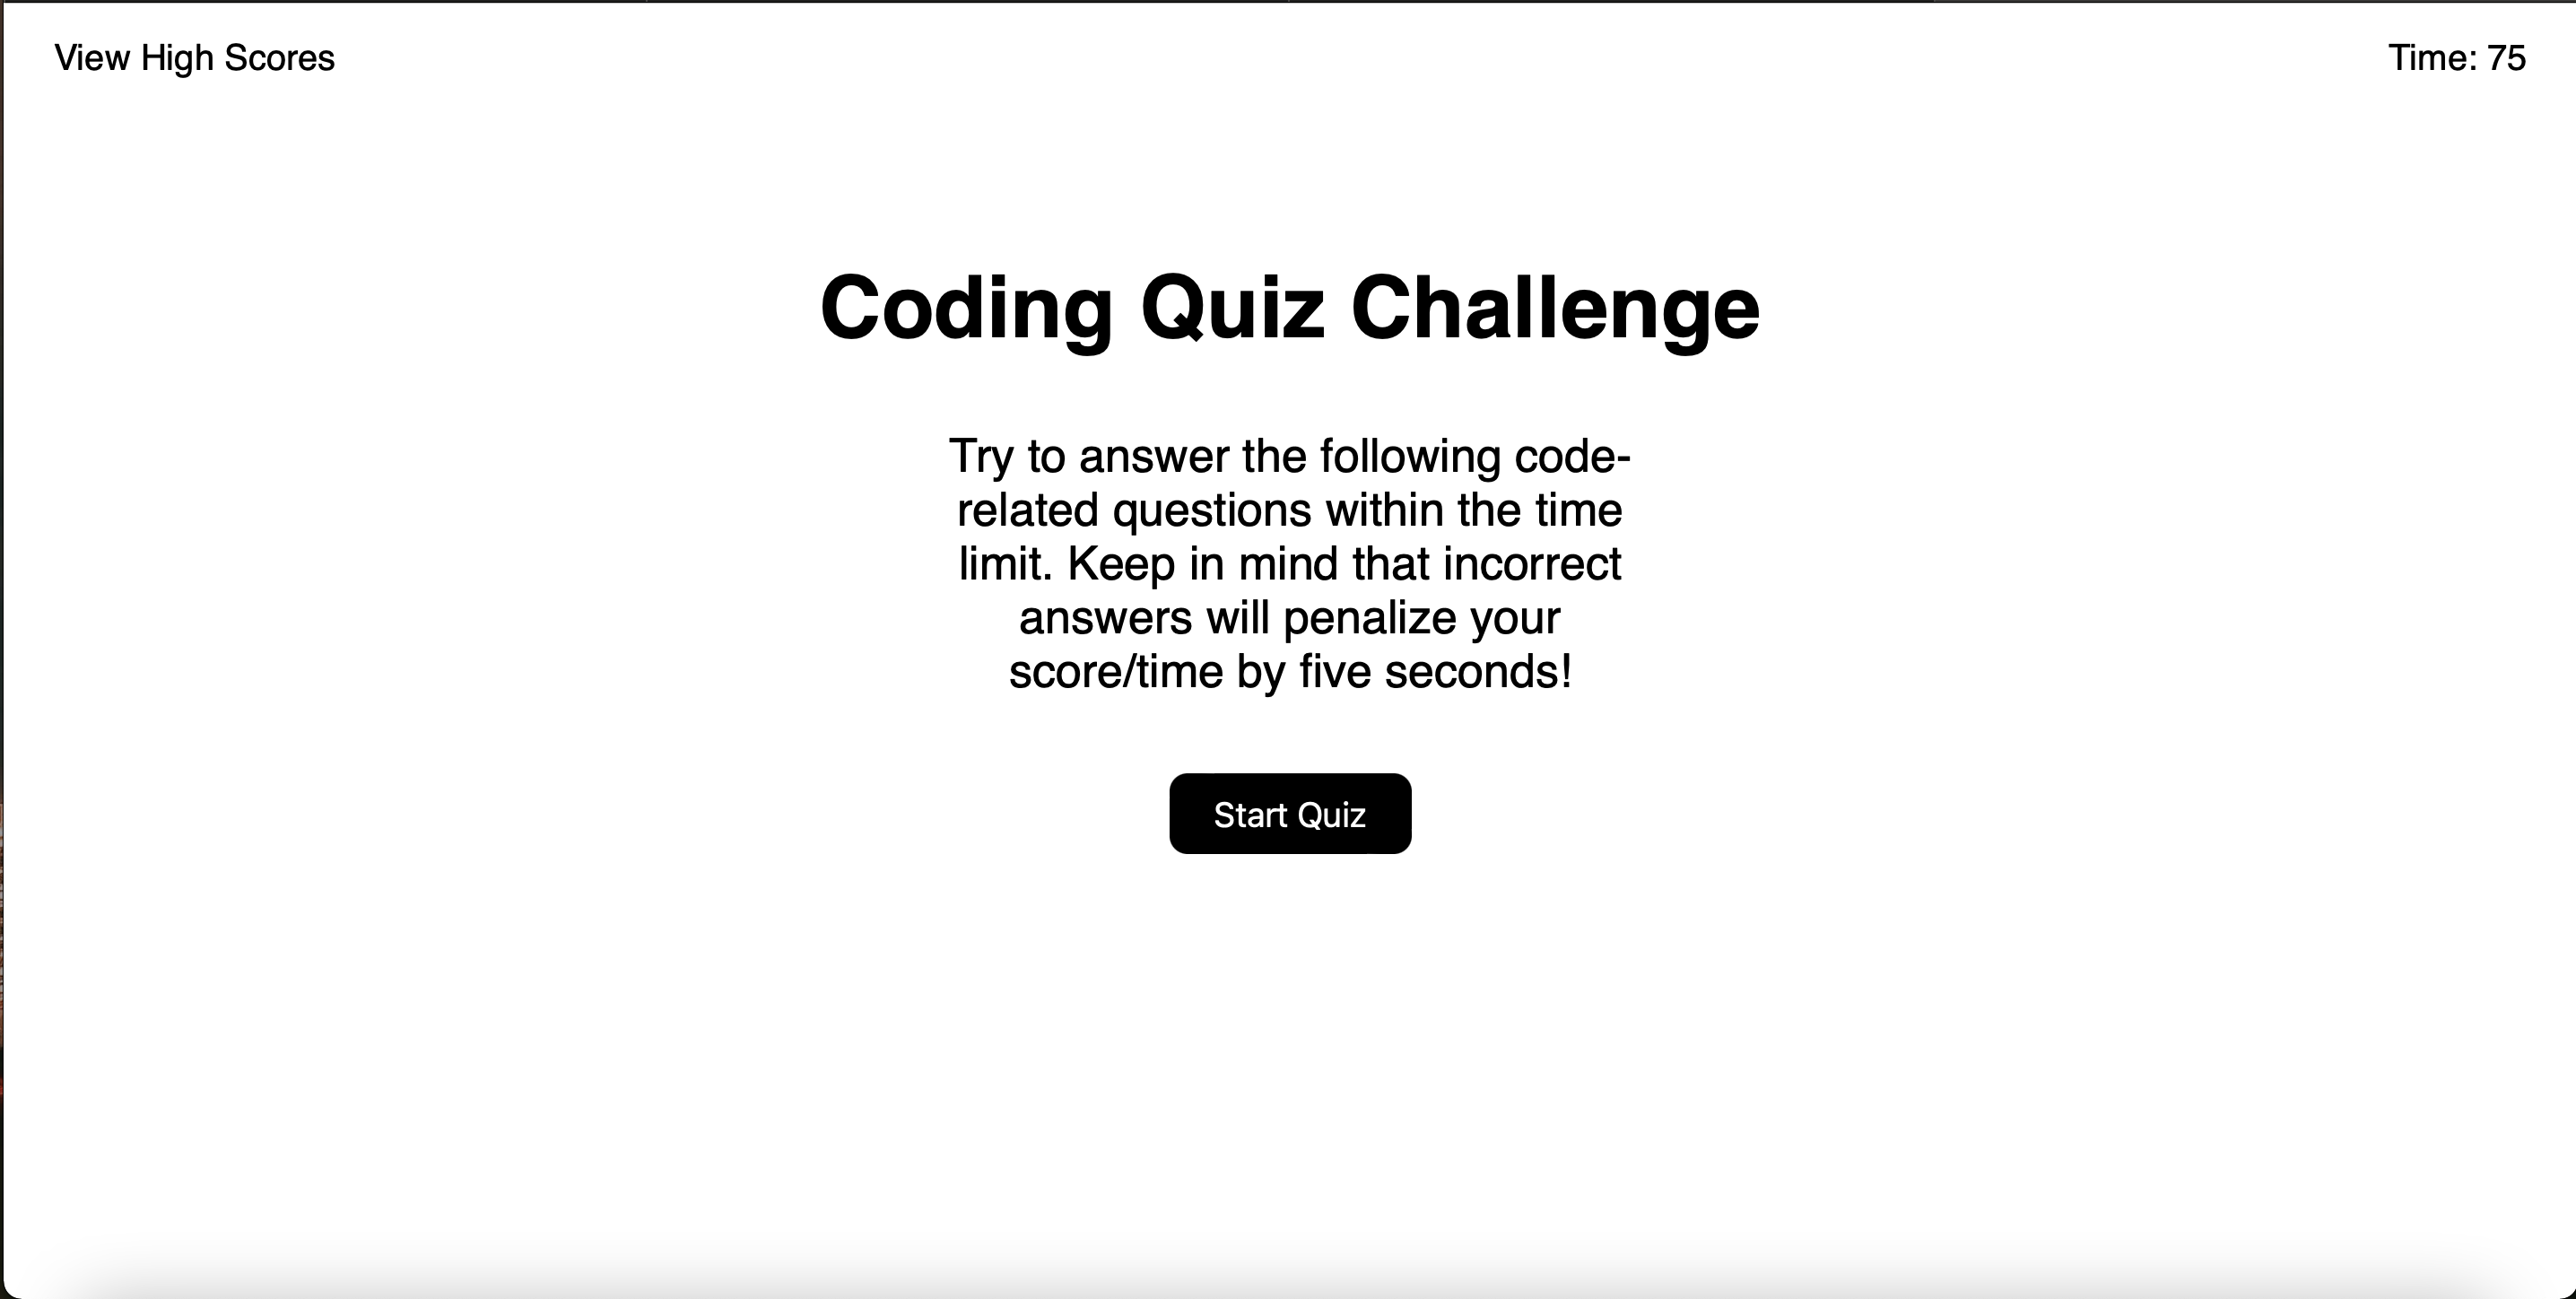 View High Scores
Time: 75
Coding Quiz Challenge
Try to answer the following code-
related questions within the time
limit. Keep in mind that incorrect
answers will penalize your
score/time by five seconds!
Start Quiz